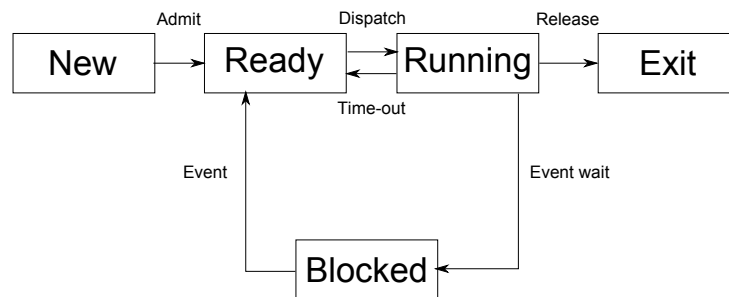 Admit
Dispatch
Release
New
Ready
Running
Exit
Time-out
Event
Event wait
Blocked